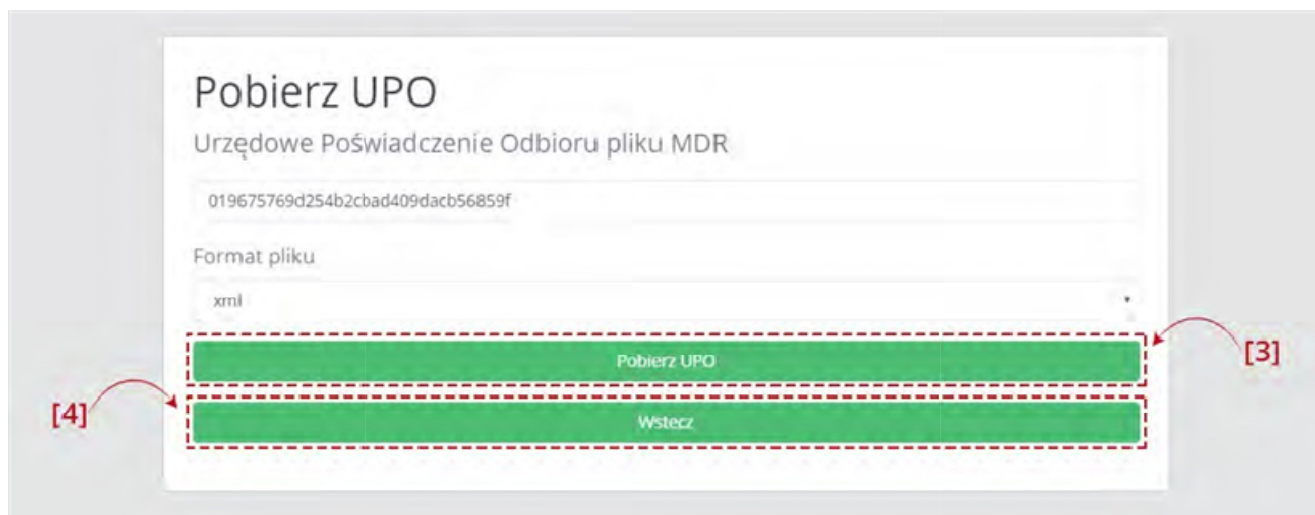 Pobierz UPO
Urzędowe Poświadczenie Odbioru pliku MDR
019675769d254b2cbad409dacb56859f
Format pliku
xml
Pobierz UPO
[3]
[4]
Wstecz